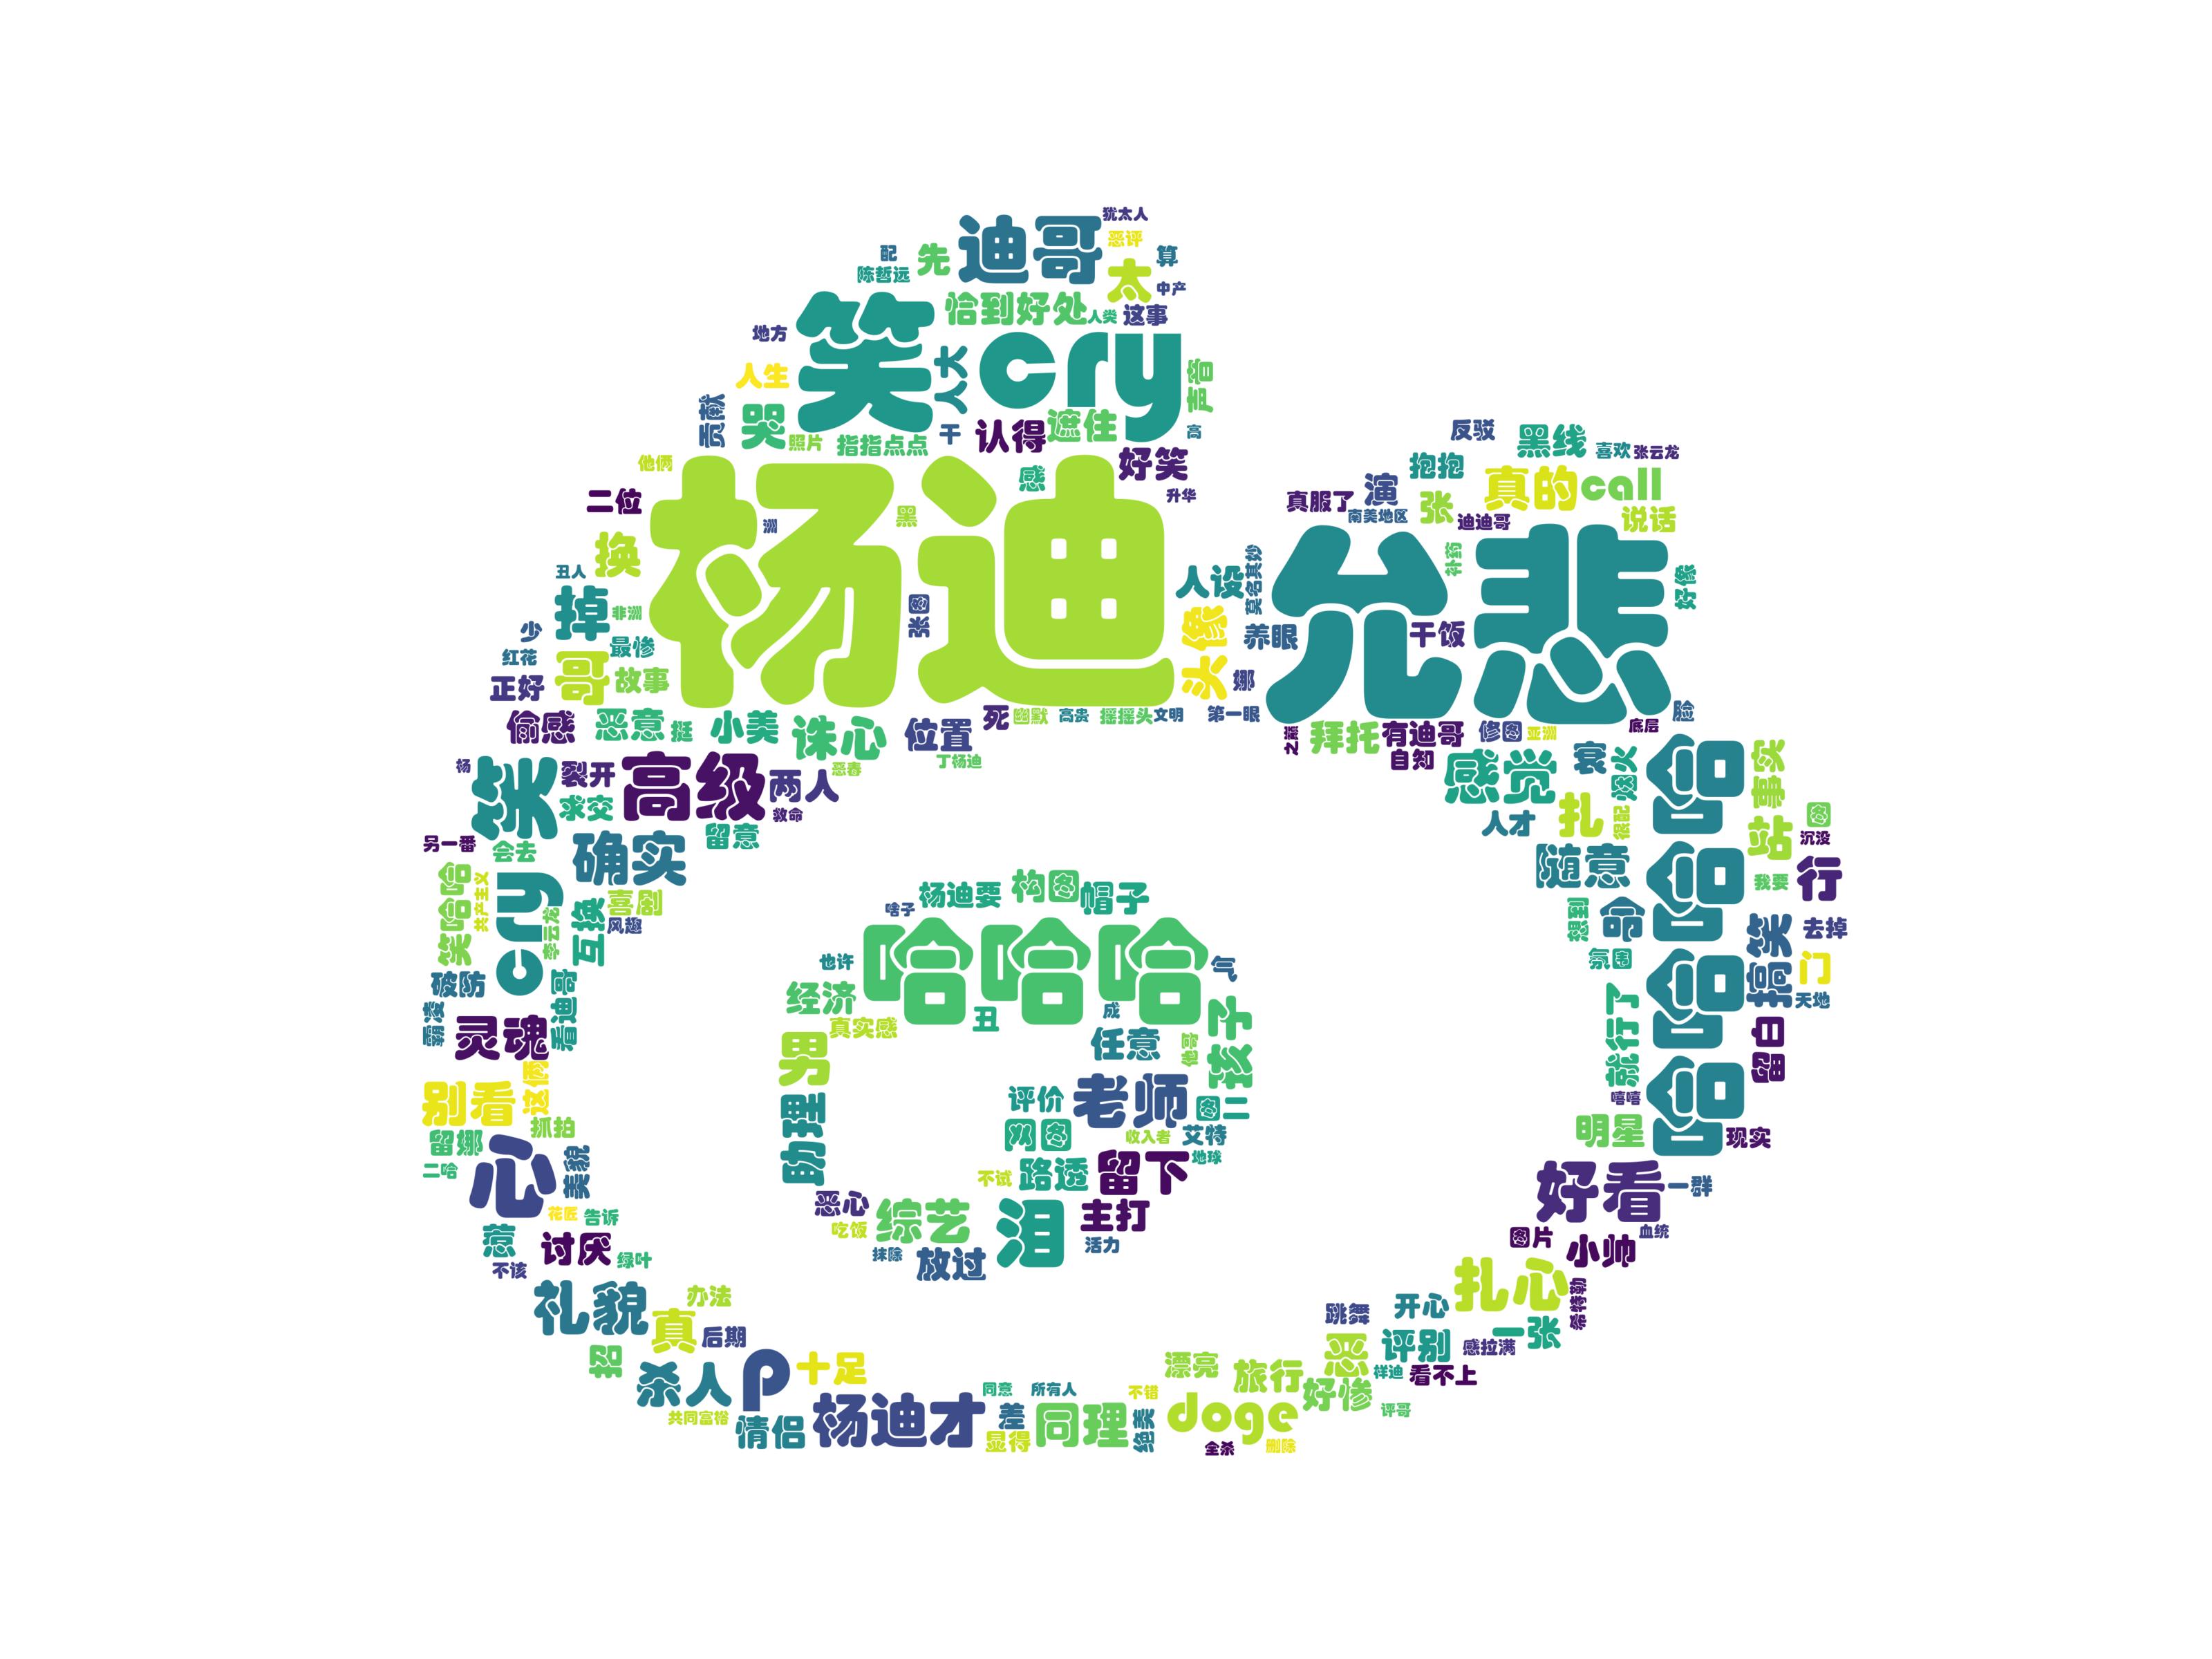 犹太人
迪哥
恶评
配
先
算
陈哲远
太
中产
恰到好处
人类
这事
笑
地方
cry
太
人
声音
人生
贡献
哭
照片
指指点点
干
认得
遮住
高
反驳
黑线
喜欢
张云龙
他俩
好笑
抱抱
感
杨迪
真的
call
二位
升华
真服了
演
张
南美地区
迪迪哥
说话
洲
黑
换
允悲
丑人
人设
莫名其妙
补药
好像
掉
非洲
张图
少
最惨
像
养眼
干饭
红花
哥
头
正好
故事
娜
偷感
恶意
挺
小美
诛心
位置
死
幽默
高贵
摇摇头
文明
第一眼
底层
脸
之巅
拜托
有迪哥
修图
亚洲
自知
丁杨迪
杨
笑
裂开
高级
两人
恶春
感觉
衰
烟火
哈哈哈哈
事实
求交
救命
扎
很配
人才
图
留意
站
沉没
另一番
会去
确实
随意
我要
行
笑哈哈
共产主义
cry
李云龙
互换
喜剧
风趣
杨迪要
构图
帽子
啥子
想到
命
搞笑
去掉
哈哈哈
氛围
也许
气
门
破防
看迪哥
天地
霸凌
经济
丑
成
就行了
灵魂
真实感
任意
他哥
孩子
留白
男
别看
这俩
评价
老师
图二
嘻嘻
助理
抓拍
双图
收入者
艾特
明星
现实
留娜
二哈
心
美貌
不试
路透
留下
地球
好看
一群
恶心
花匠
告诉
吃饭
综艺
泪
主打
惹
讨厌
绿叶
抹除
放过
活力
图片
小帅
血统
不该
礼貌
办法
扎心
希特勒
真
后期
跳舞
开心
一张
招
恶
评别
感拉满
杀人
p
十足
漂亮
旅行
样迪
看不上
共同富裕
情侣
杨迪才
同意
所有人
不错
好惨
差
显得
同理
绝美
doge
评哥
全杀
删除